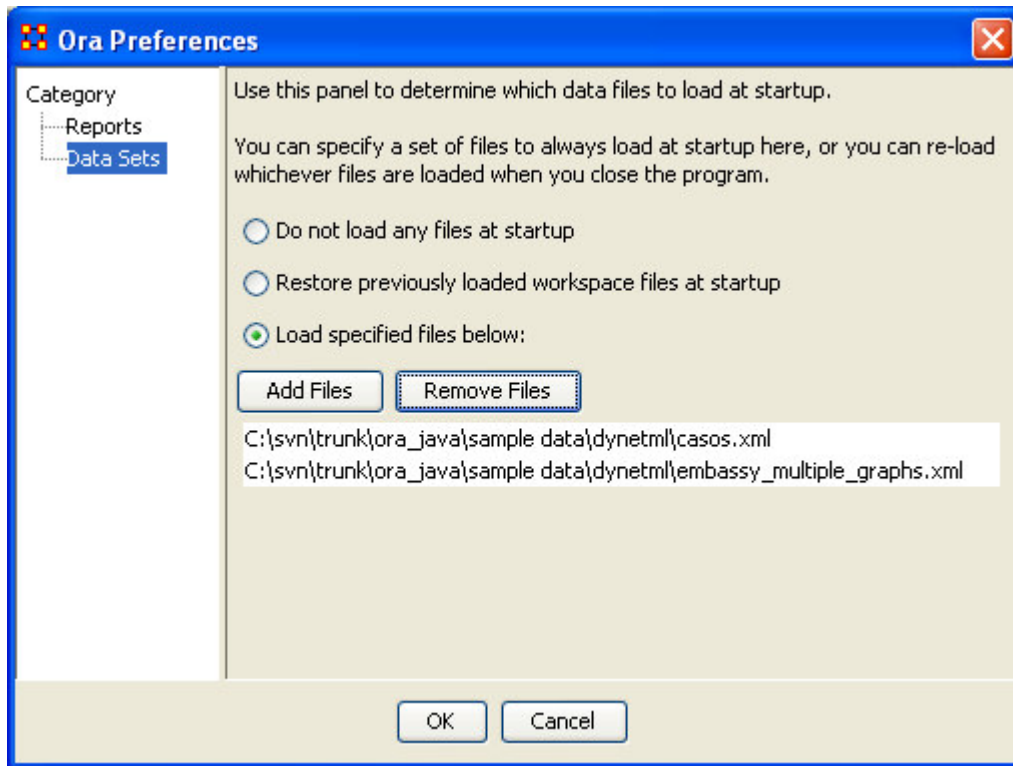 Ora Preferences
Category
Reports
Data Sets
Use this panel to determine which data files to load at startup.
You can specify a set of files to always load at startup here, or you can re-load
whichever files are loaded when you close the program.
Do not load any files at startup
Restore previously loaded workspace files at startup
Load specified files below:
Add Files
Remove Files
C:\svn\trunk\ora_java\sample data\dynetml\casos.xml
C:\svn\trunk\ora_java\sample data\dynetml\embassy_multiple_graphs.xml
OK
Cancel